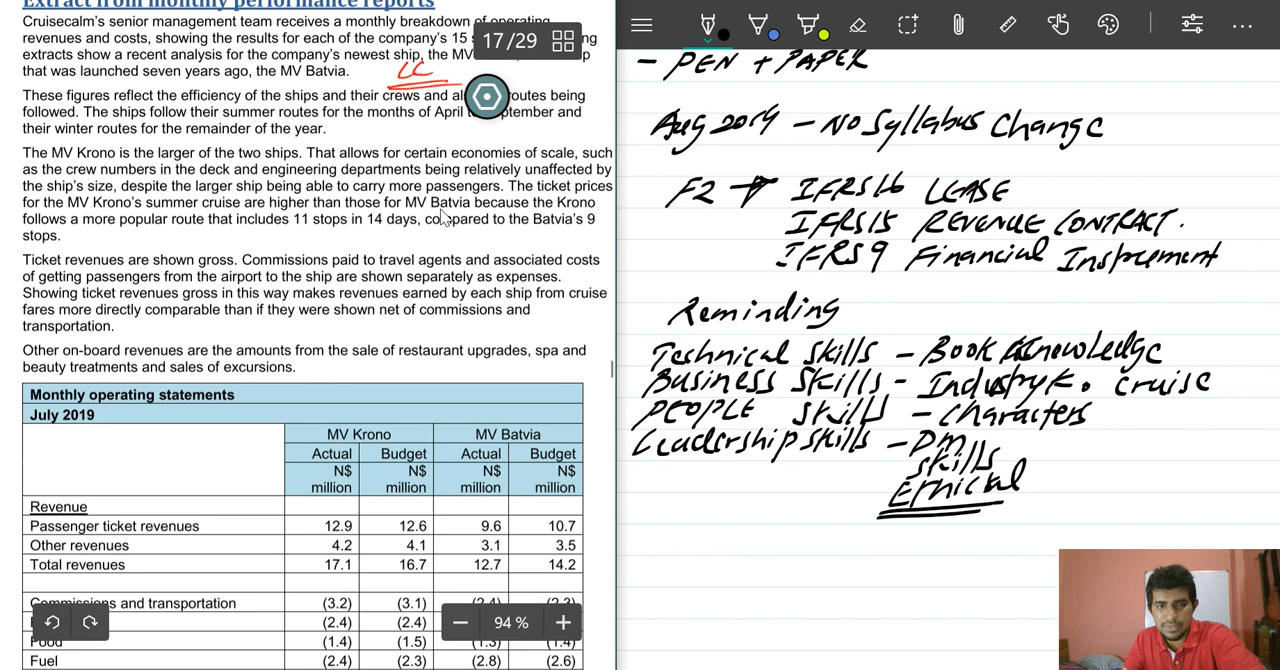 Extract from monthly performance reports
Cruisecalm's senior management team receives a monthly breakdown of operating
revenues and costs, showing the results for each of the company's 15
extracts show a recent analysis for the company's newest ship, the MV
that was launched seven years ago, the MV Batvia.
These figures reflect the efficiency of the ships and their crews and routes being
followed. The ships follow their summer routes for the months of April and
their winter routes for the remainder of the year.
The MV Krono is the larger of the two ships. That allows for certain economies of scale, such
as the crew numbers in the deck and engineering departments being relatively unaffected by
the ship's size, despite the larger ship being able to carry more passengers. The ticket prices
for the MV Krono's summer cruise are higher than those for MV Batvia because the Krono
follows a more popular route that includes 11 stops in 14 days, compared to the Batvia's 9
stops.
Ticket revenues are shown gross. Commissions paid to travel agents and associated costs
of getting passengers from the airport to the ship are shown separately as expenses.
Showing ticket revenues gross in this way makes revenues earned by each ship from cruise
fares more directly comparable than if they were shown net of commissions and
transportation.
Other on-board revenues are the amounts from the sale of restaurant upgrades, spa and
beauty treatments and sales of excursions.
Monthly operating statements
July 2019
MV Krono MV Batvia
Actual Budget Actual Budget
N$ N$ N$ N$
million million million million
Revenue
Passenger ticket revenues 12.9 12.6 9.6 10.7
Other revenues 4.2 4.1 3.1 3.5
Total revenues 17.1 16.7 12.7 14.2
Commissions and transportation (3.2) (3.1) (2.4)
(2.4) (2.4)
Food (1.4) (1.5) (1.3) (1.4)
Fuel (2.4) (2.3) (2.8) (2.6)
17/29
94 %
- PEN + PAPER
Aug 2019 - No Syllabus Change
F2 IFRS 16 LEASE
IFRS 15 REVENUE CONTRACT.
IFRS 9 Financial Instrument
Reminding
Technical skills - Book Knowledge
Business Skills - Industry K. cruise
PEOPLE skills - characters
Leadership skills - DM
skills
Ethical